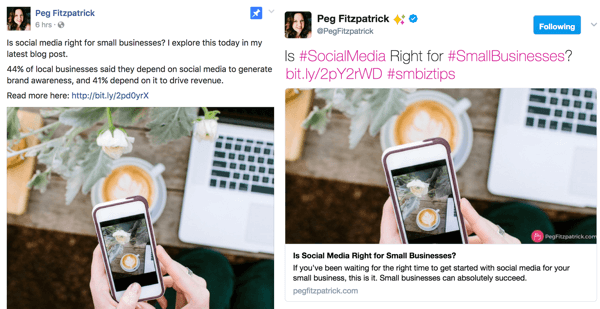 Peg Fitzpatrick
6 hrs ·
Is social media right for small businesses? I explore this today in my
latest blog post.
44% of local businesses said they depend on social media to generate
brand awareness, and 41% depend on it to drive revenue.
Read more here: http://bit.ly/2pd0yrX
Peg Fitzpatrick ✨
@PegFitzpatrick
Following
Is #SocialMedia Right for #SmallBusinesses?
bit.ly/2pY2rWD #smbiztips
PegFitzpatrick.com
Is Social Media Right for Small Businesses?
If you've been waiting for the right time to get started with social media for your
small business, this is it. Small businesses can absolutely succeed.
pegfitzpatrick.com